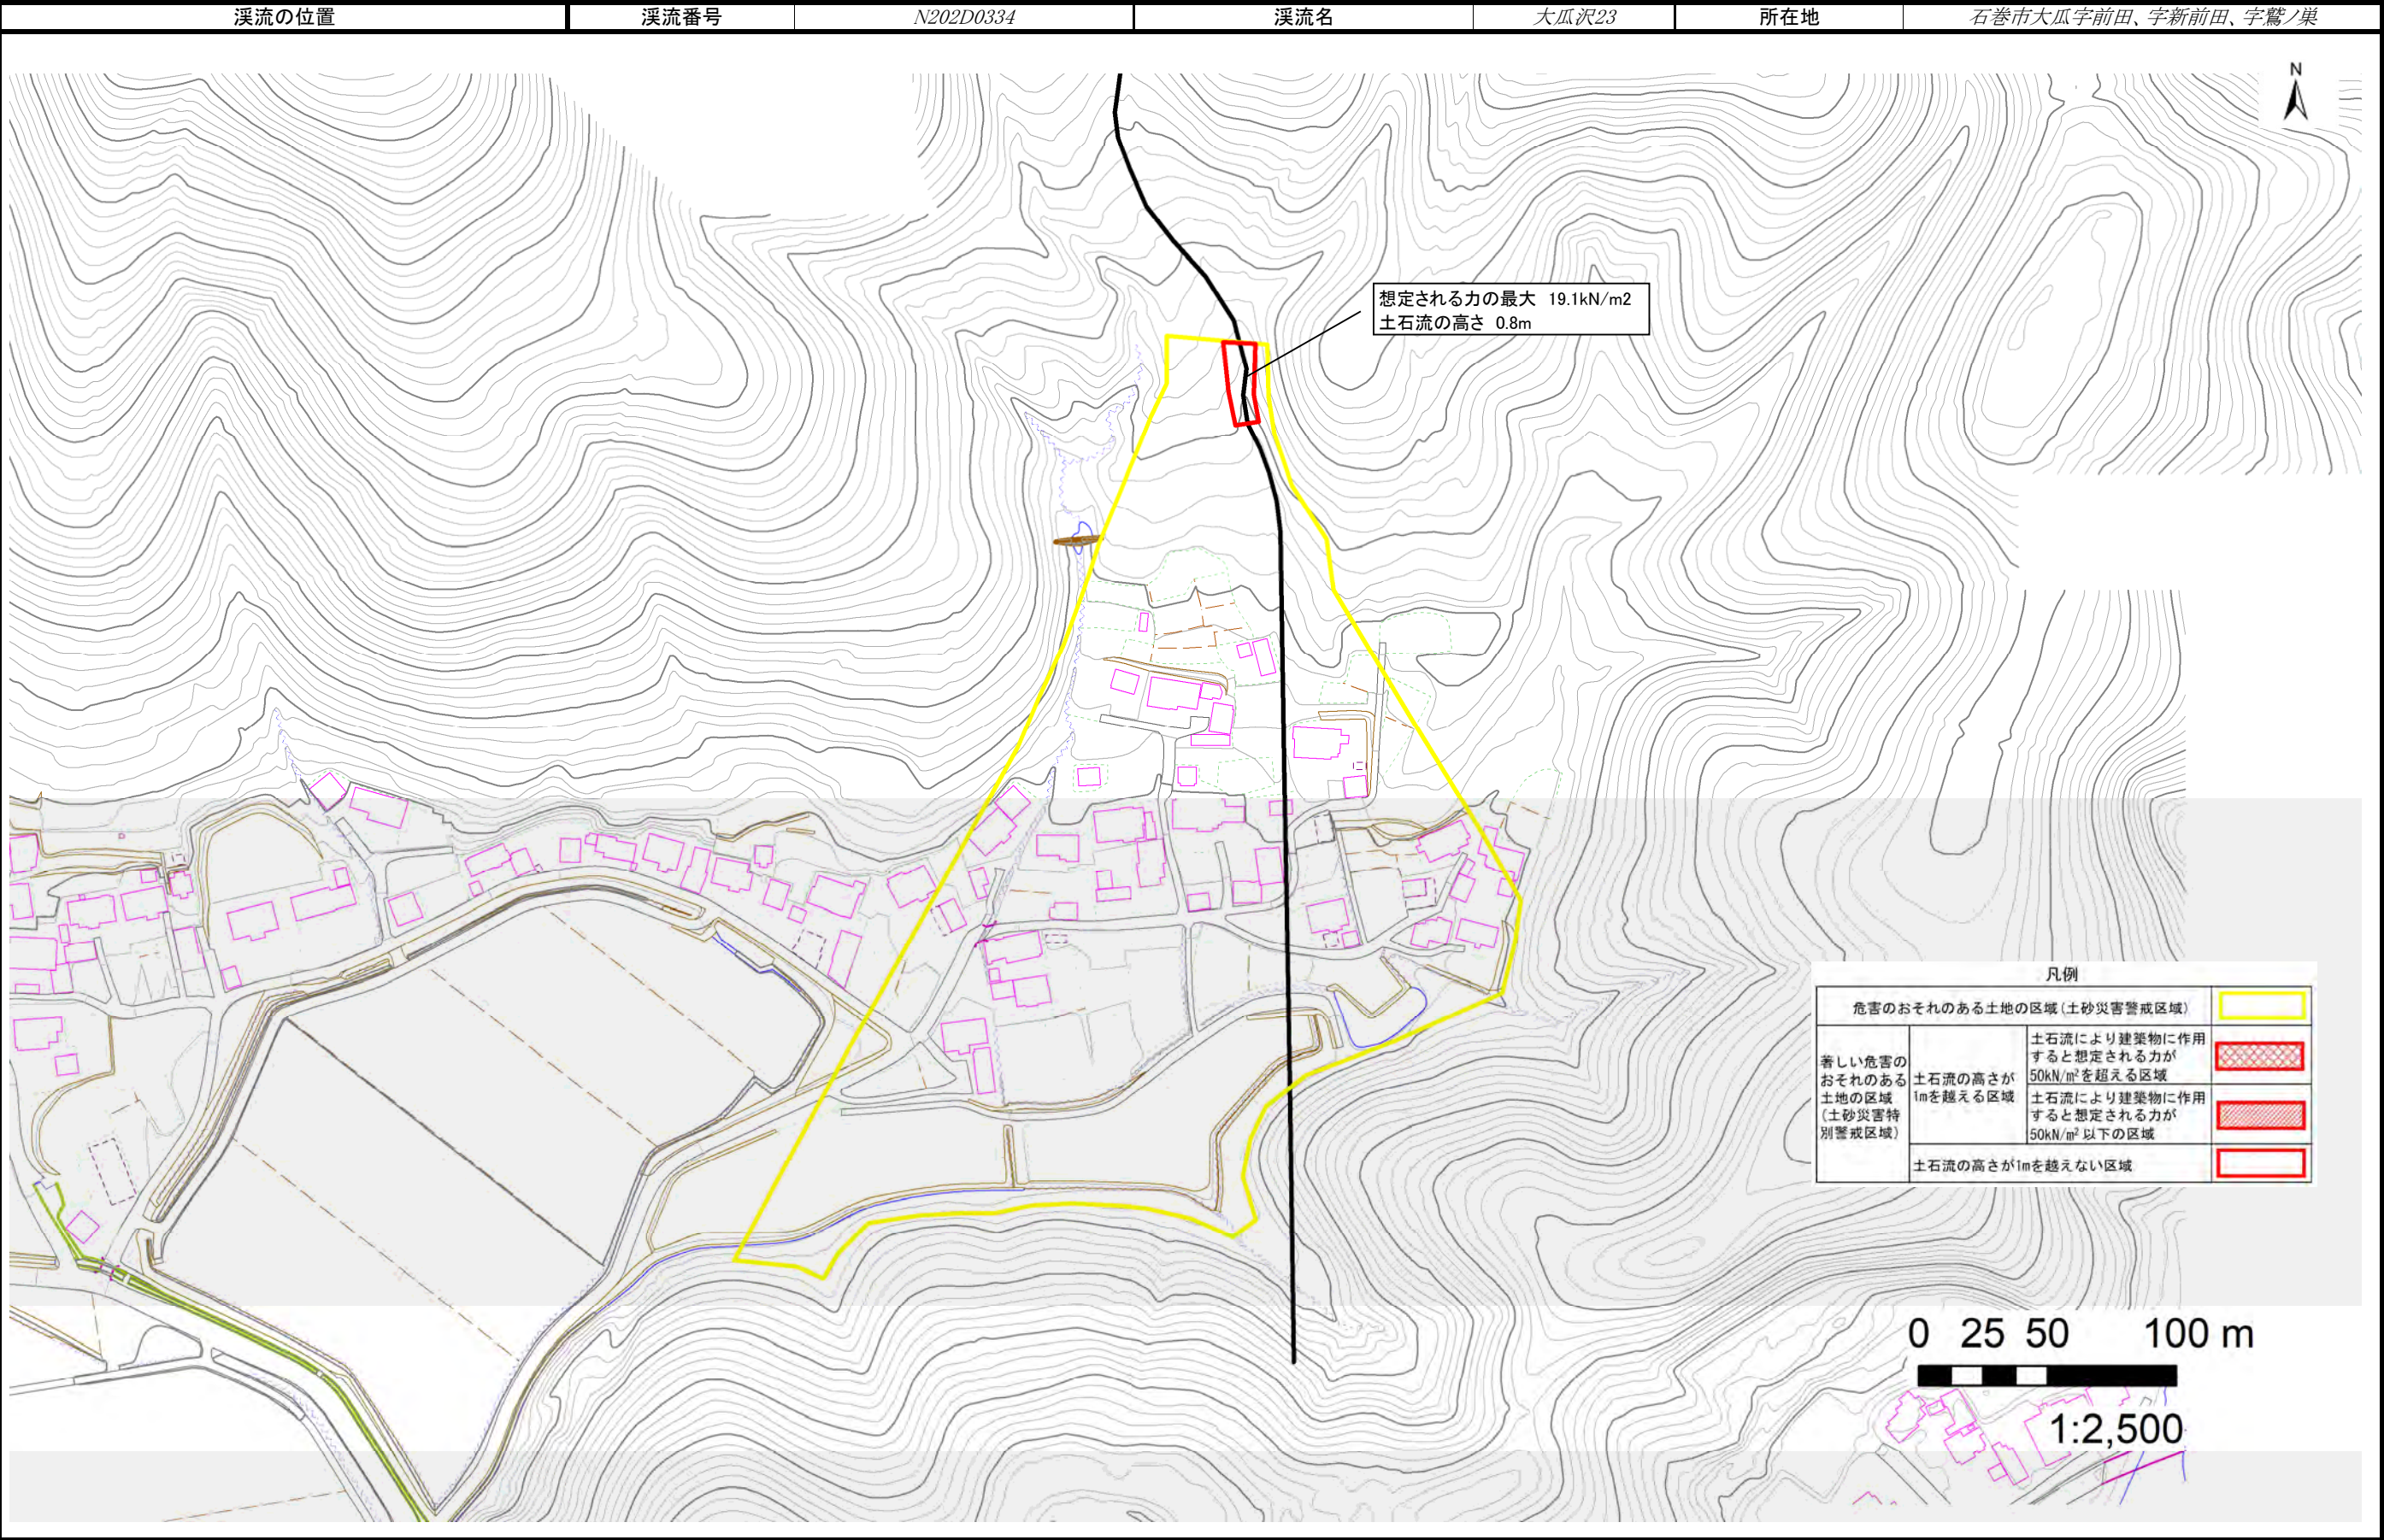 渓流の位置 渓流番号 N202D0334 渓流名 大瓜沢23 所在地 石巻市大瓜字前田、字新前田、字鷲ノ巣
N
想定される力の最大 19.1kN/m2
土石流の高さ 0.8m
凡例
危害のおそれのある土地の区域(土砂災害警戒区域)
著しい危害の
おそれのある
土地の区域
(土砂災害特
別警戒区域)
土石流の高さが
1mを越える区域
土石流により建築物に作用
すると想定される力が
50kN/m²を超える区域
土石流により建築物に作用
すると想定される力が
50kN/m²以下の区域
土石流の高さが1mを越えない区域
0 25 50 100 m
1:2,500